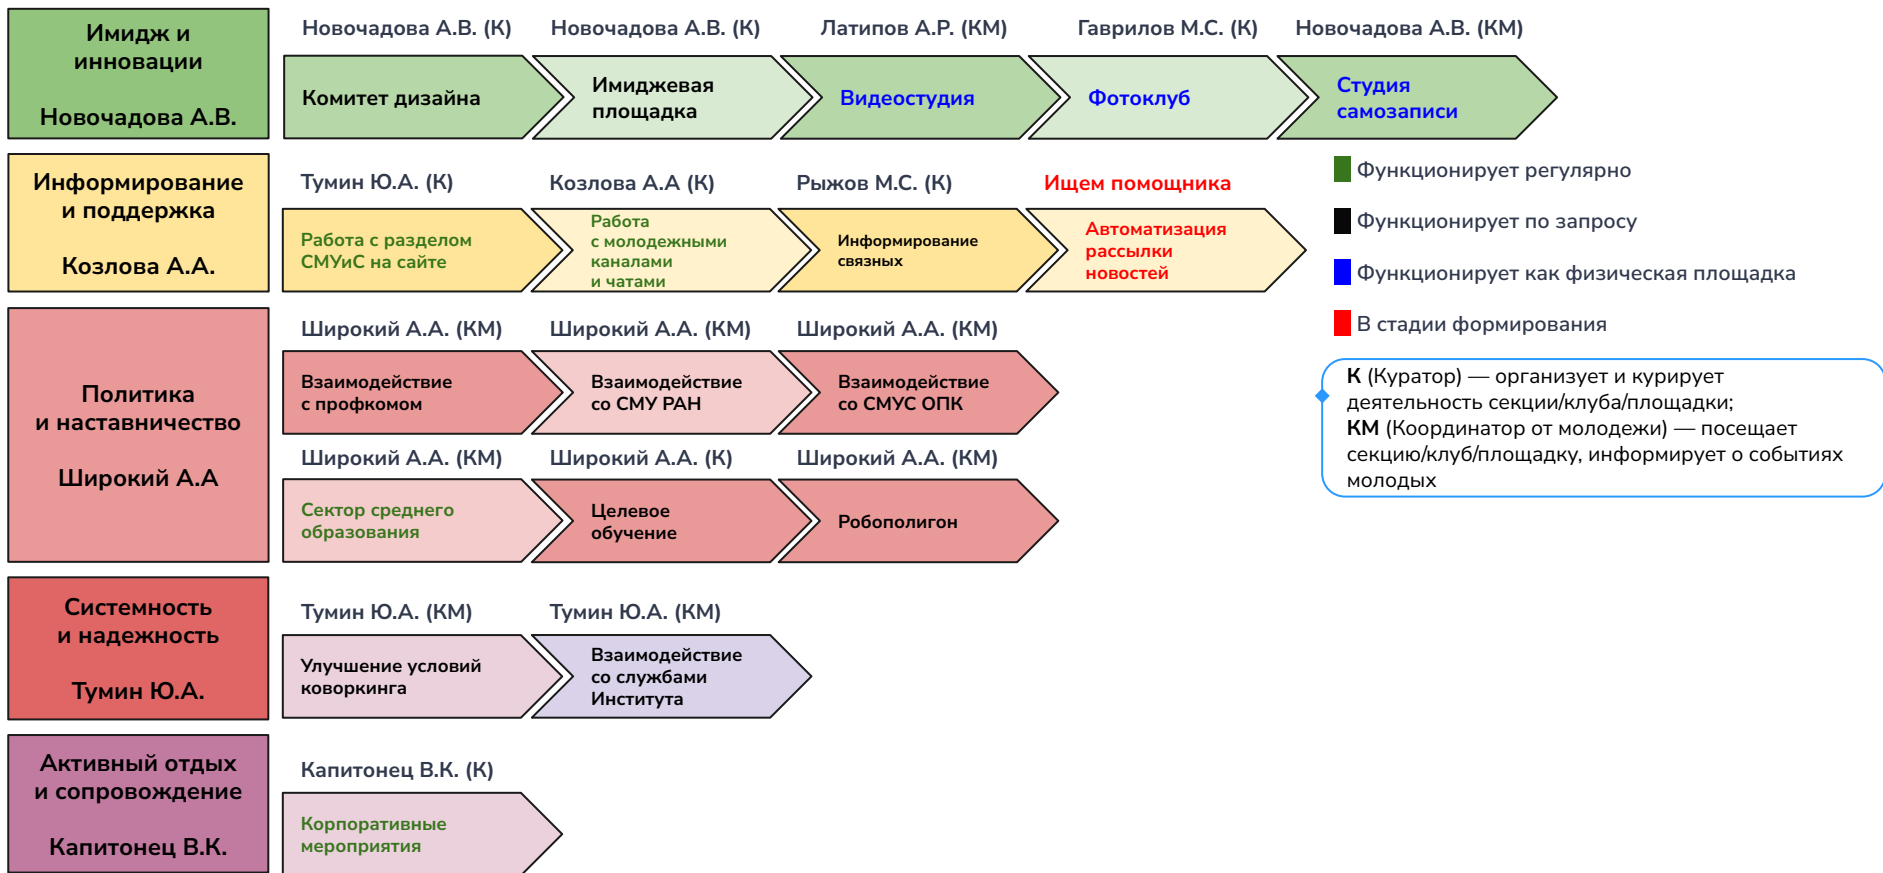 Имидж и
инновации
Новочадова А.В.
Новочадова А.В. (К)
Новочадова А.В. (К)
Латипов А.Р. (КМ)
Гаврилов М.С. (К)
Новочадова А.В. (КМ)
Комитет дизайна
Имиджевая
площадка
Видеостудия
Фотоклуб
Студия
самозаписи
Информирование
и поддержка
Козлова А.А.
Тумин Ю.А. (К)
Козлова А.А (К)
Рыжов М.С. (К)
Ищем помощника
Работа с разделом
СМУиС на сайте
Работа
с молодежными
каналами
и чатами
Информирование
связных
Автоматизация
рассылки
новостей
Функционирует регулярно
Функционирует по запросу
Функционирует как физическая площадка
В стадии формирования
К (Куратор) — организует и курирует
деятельность секции/клуба/площадки;
КМ (Координатор от молодежи) — посещает
секцию/клуб/площадку, информирует о событиях
молодых
Политика
и наставничество
Широкий А.А
Широкий А.А. (КМ)
Широкий А.А. (КМ)
Широкий А.А. (КМ)
Взаимодействие
с профкомом
Взаимодействие
со СМУ РАН
Взаимодействие
со СМУС ОПК
Широкий А.А. (КМ)
Широкий А.А. (К)
Широкий А.А. (КМ)
Сектор среднего
образования
Целевое
обучение
Робополигон
Системность
и надежность
Тумин Ю.А.
Тумин Ю.А. (КМ)
Тумин Ю.А. (КМ)
Улучшение условий
коворкинга
Взаимодействие
со службами
Института
Активный отдых
и сопровождение
Капитонец В.К.
Капитонец В.К. (К)
Корпоративные
мероприятия